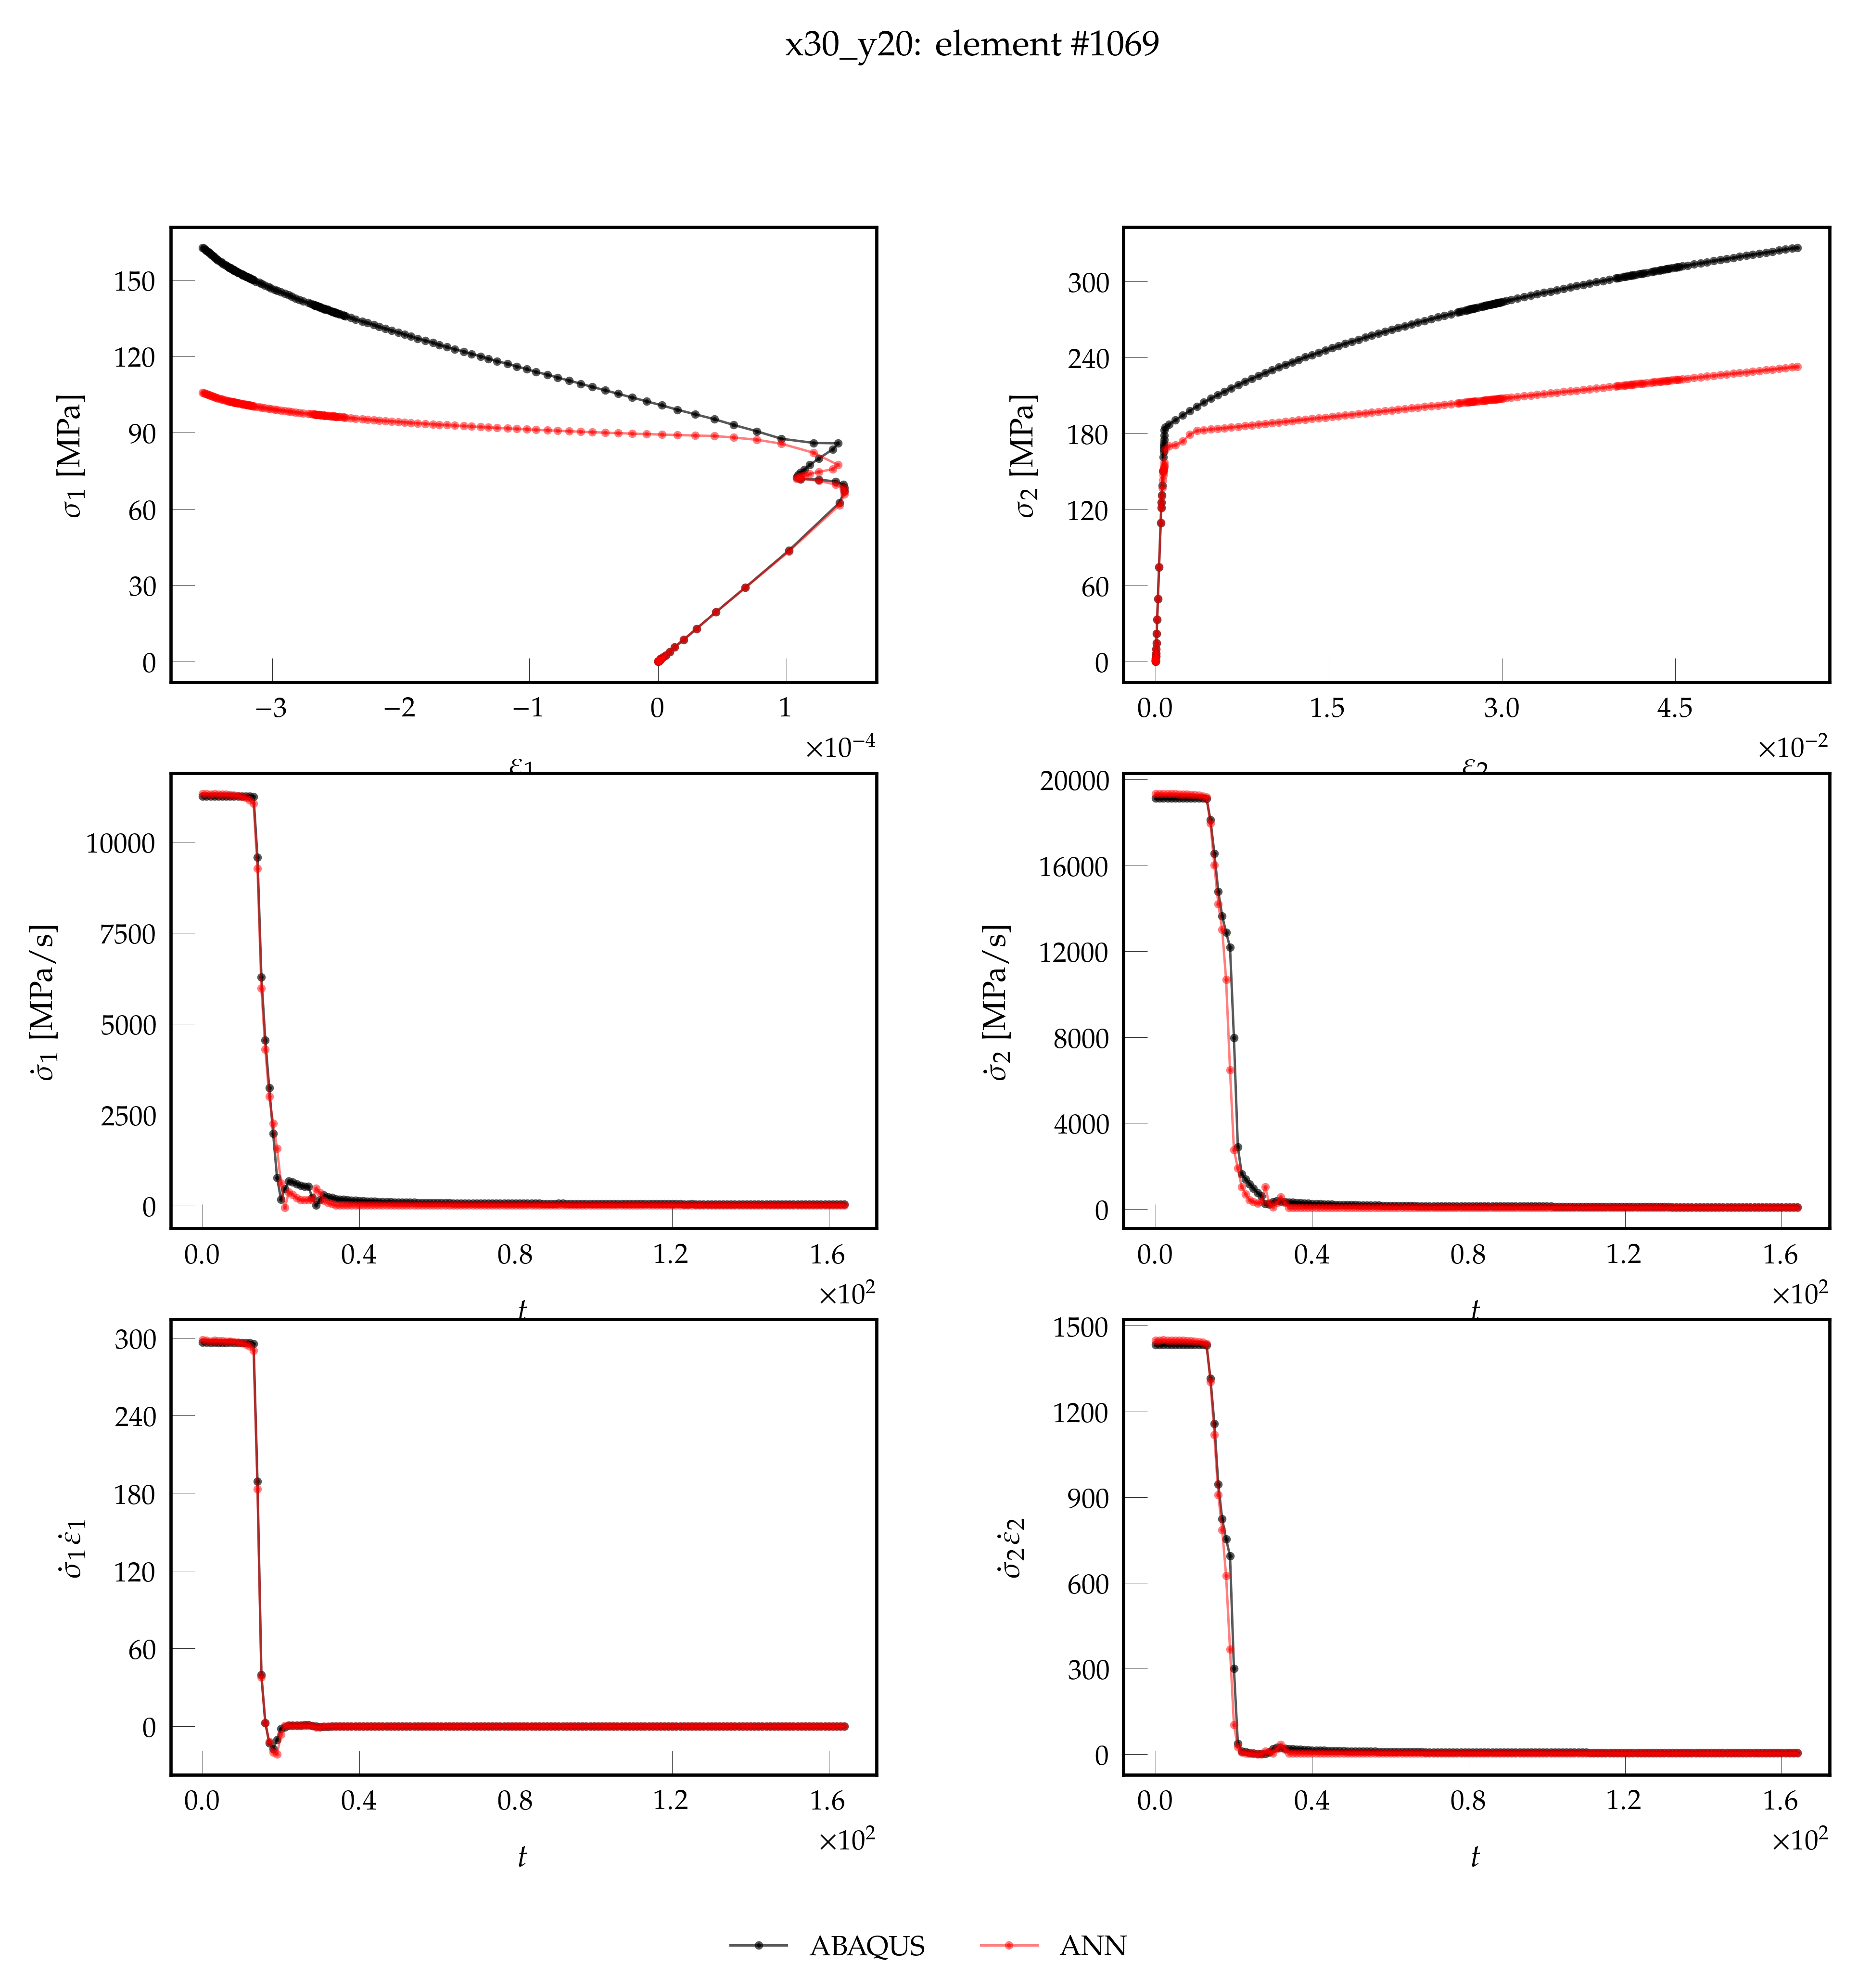 x30_y20: element #1069
σ₁ [MPa]
150
120
90
60
30
0
−3 −2 −1 0 1
×10⁻⁴
ε₁
σ₂ [MPa]
300
240
180
120
60
0
0.0 1.5 3.0 4.5
×10⁻²
ε₂
σ̇₁ [MPa/s]
10000
7500
5000
2500
0
0.0 0.4 0.8 1.2 1.6
×10²
t
σ̇₂ [MPa/s]
20000
16000
12000
8000
4000
0
0.0 0.4 0.8 1.2 1.6
×10²
t
σ̇₁ε̇₁
300
240
180
120
60
0
0.0 0.4 0.8 1.2 1.6
×10²
t
σ̇₂ε̇₂
1500
1200
900
600
300
0
0.0 0.4 0.8 1.2 1.6
×10²
t
ABAQUS ANN